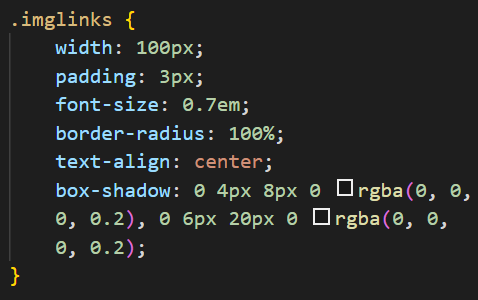 .imglinks {
    width: 100px;
    padding: 3px;
    font-size: 0.7em;
    border-radius: 100%;
    text-align: center;
    box-shadow: 0 4px 8px 0 rgba(0, 0,
    0, 0.2), 0 6px 20px 0 rgba(0, 0,
    0, 0.2);
}